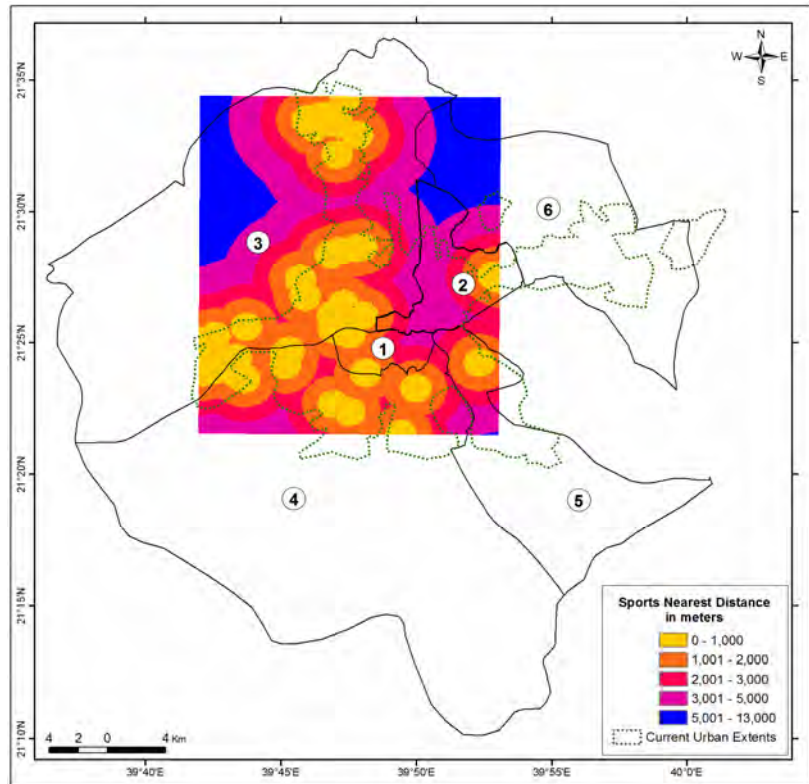 N
W E
S
21°35'N
21°30'N
21°25'N
21°20'N
21°15'N
21°10'N
6
3
2
1
4
5
Sports Nearest Distance
in meters
0 - 1,000
1,001 - 2,000
2,001 - 3,000
3,001 - 5,000
5,001 - 13,000
Current Urban Extents
4 2 0 4 Km
39°40'E 39°45'E 39°50'E 39°55'E 40°0'E